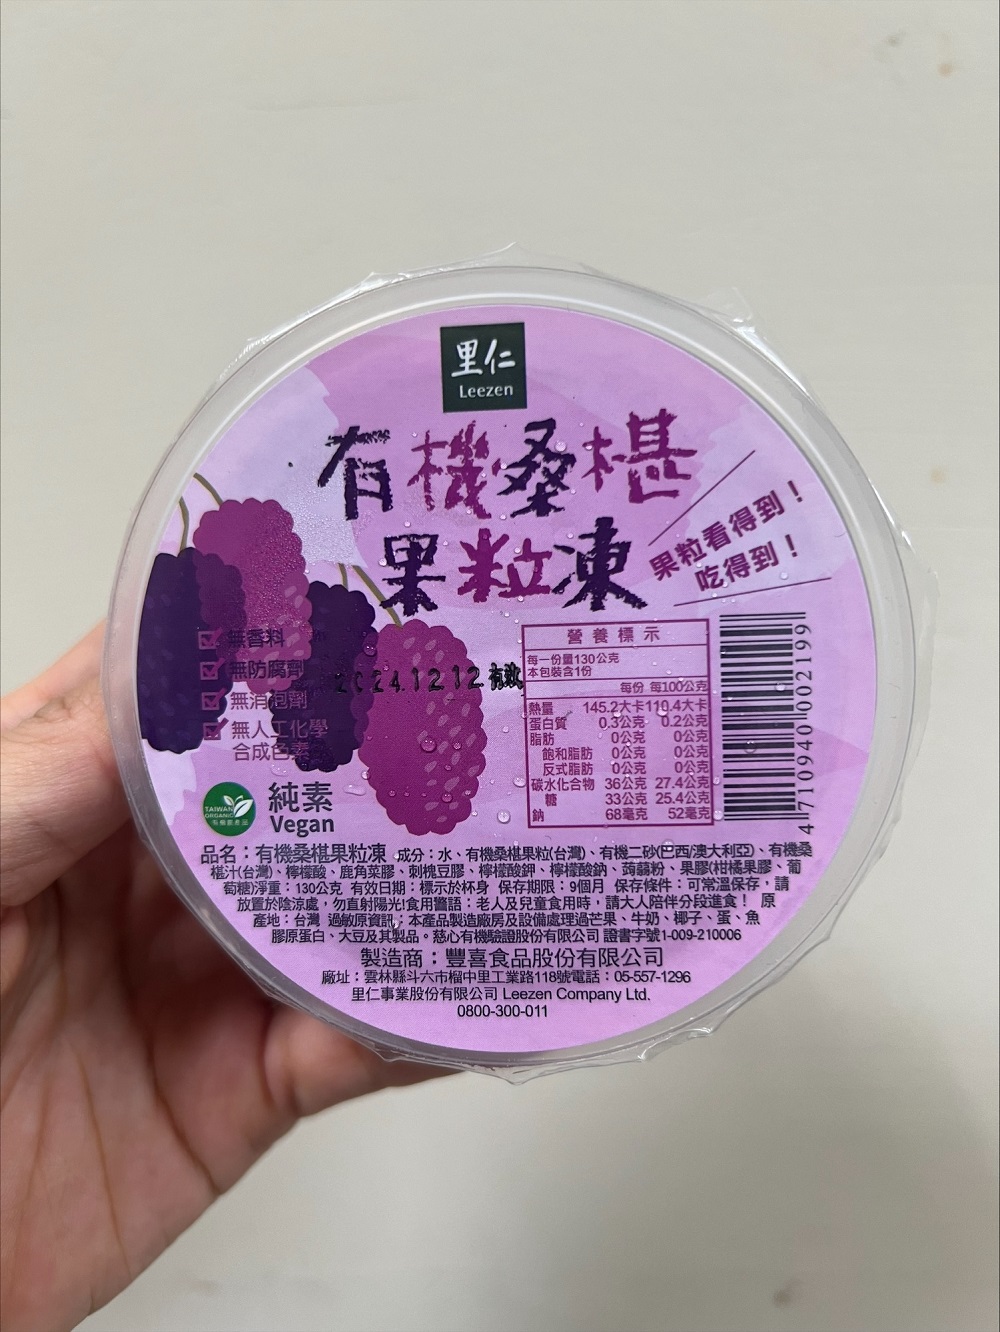 里仁
Leezen
有機桑椹
果粒凍
果粒看得到！
吃得到！
無香料
無防腐劑
無消泡劑
無人工化學
合成色素
2024.12.12有效
營養標示
每一份量130公克
本包裝含1份
每份 每100公克
熱量 145.2大卡 110.4大卡
蛋白質 0.3公克 0.2公克
脂肪 0公克 0公克
飽和脂肪 0公克 0公克
反式脂肪 0公克 0公克
碳水化合物 36公克 27.4公克
糖 33公克 25.4公克
鈉 68毫克 52毫克
4 710940 002199
TAIWAN
ORGANIC
有機農產品
純素
Vegan
品名：有機桑椹果粒凍 成分：水、有機桑椹果粒(台灣)、有機二砂(巴西/澳大利亞)、有機桑
椹汁(台灣)、檸檬酸、鹿角菜膠、刺槐豆膠、檸檬酸鉀、檸檬酸鈉、蒟蒻粉、果膠(柑橘果膠、葡
萄糖)淨重：130公克 有效日期：標示於杯身 保存期限：9個月 保存條件：可常溫保存，請
放置於陰涼處，勿直射陽光!食用警語：老人及兒童食用時，請大人陪伴分段進食！ 原
產地：台灣 過敏原資訊：本產品製造廠房及設備處理過芒果、牛奶、椰子、蛋、魚
膠原蛋白、大豆及其製品。慈心有機驗證股份有限公司 證書字號1-009-210006
製造商：豐喜食品股份有限公司
廠址：雲林縣斗六市榴中里工業路118號電話：05-557-1296
里仁事業股份有限公司 Leezen Company Ltd.
0800-300-011